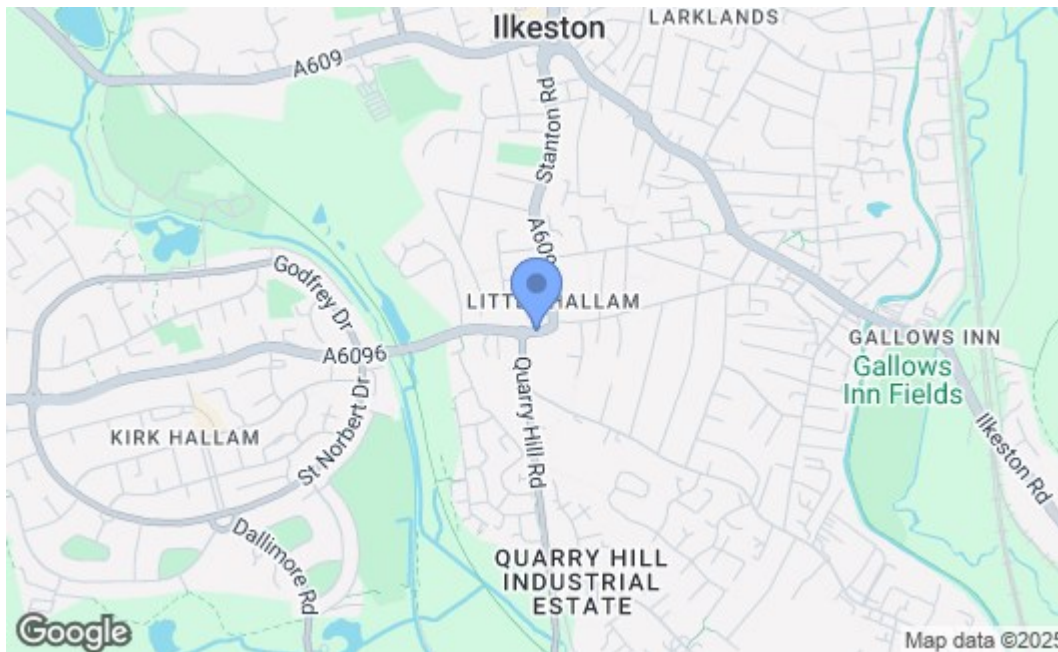 Ilkeston
LARKLANDS
A609
Stanton Rd
A609
LITTLE HALLAM
Godfrey Dr
A6096
Quarry Hill Rd
GALLOWS INN
Gallows
Inn Fields
KIRK HALLAM
St Norbert Dr
Ilkeston Rd
Dallimore Rd
QUARRY HILL
INDUSTRIAL
ESTATE
Google
Map data ©2025